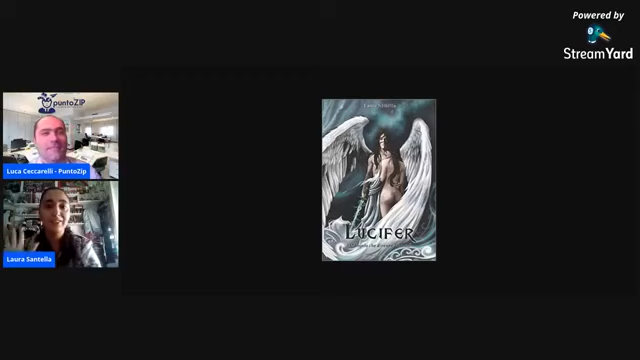 Powered by
StreamYard
puntoZIP
Luca Ceccarelli - PuntoZip
Laura Santella
LUCIFER